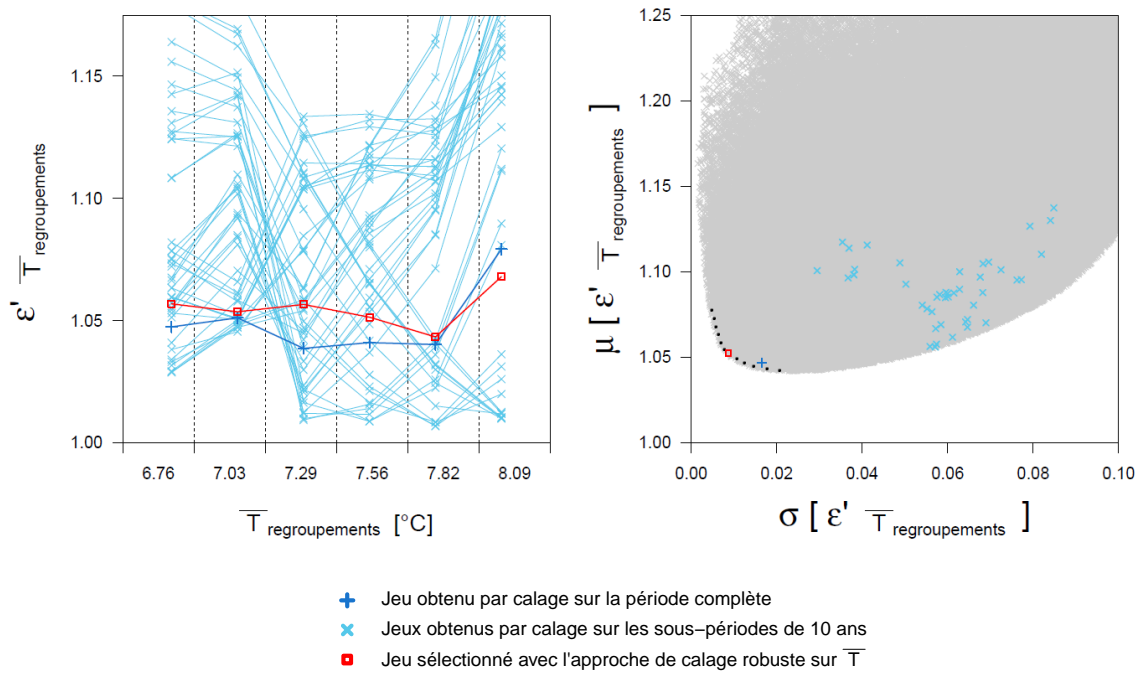 1.15
1.10
1.05
1.00
ε' T̅ regroupements
6.76 7.03 7.29 7.56 7.82 8.09
T̅ regroupements [°C]
1.25
1.20
1.15
1.10
1.05
1.00
μ [ ε' T̅ regroupements ]
0.00 0.02 0.04 0.06 0.08 0.10
σ [ ε' T̅ regroupements ]
Jeu obtenu par calage sur la période complète
Jeux obtenus par calage sur les sous−périodes de 10 ans
Jeu sélectionné avec l'approche de calage robuste sur T̅